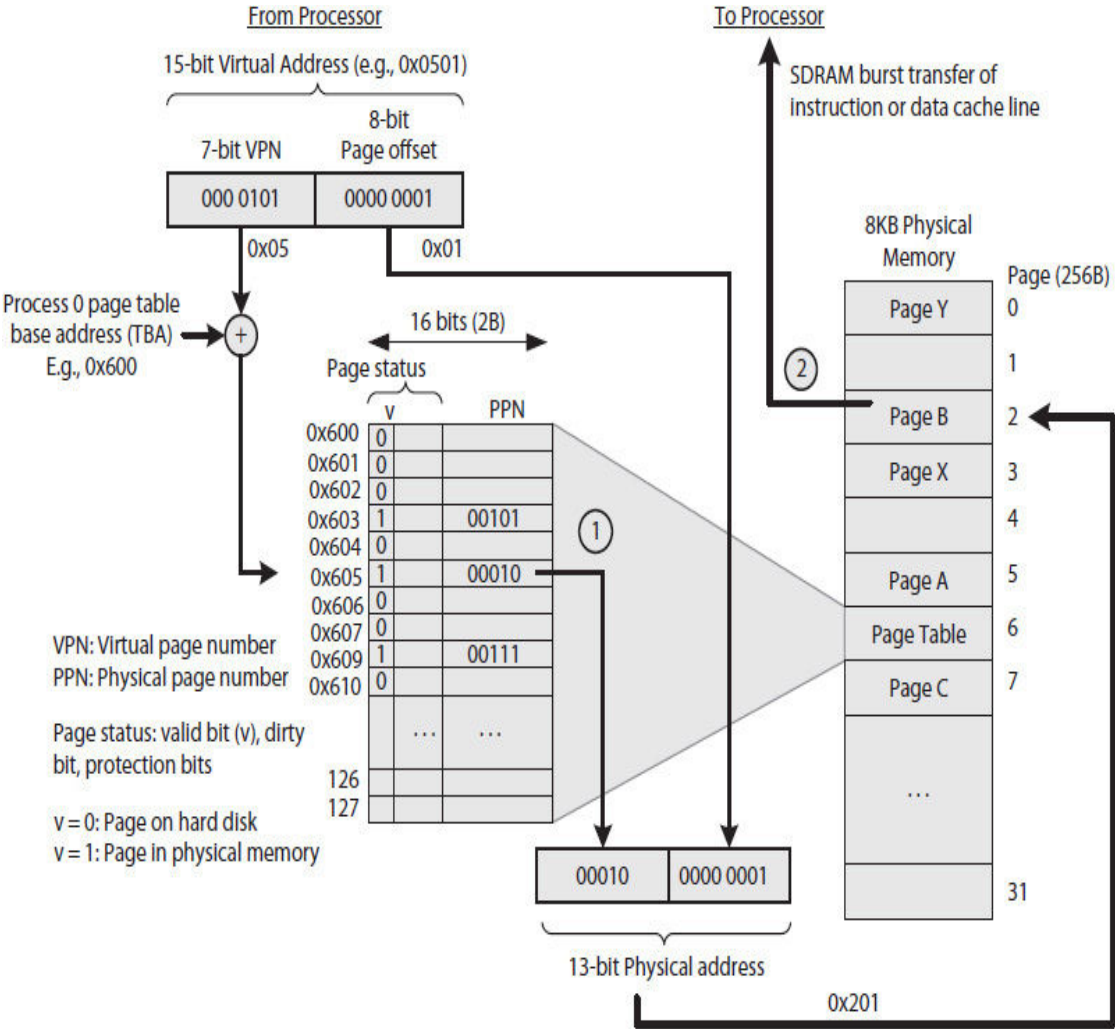 From Processor
To Processor
15-bit Virtual Address (e.g., 0x0501)
SDRAM burst transfer of
instruction or data cache line
7-bit VPN
8-bit
Page offset
000 0101
0000 0001
0x05
0x01
8KB Physical
Memory
Page (256B)
Process 0 page table
base address (TBA)
E.g., 0x600
+
16 bits (2B)
Page status
v
PPN
0x600 0
0x601 0
0x602 0
0x603 1 00101
0x604 0
0x605 1 00010
0x606 0
0x607 0
0x609 1 00111
0x610 0
... ...
126
127
1
2
Page Y 0
1
Page B 2
Page X 3
4
Page A 5
Page Table 6
Page C 7
...
31
VPN: Virtual page number
PPN: Physical page number
Page status: valid bit (v), dirty
bit, protection bits
v = 0: Page on hard disk
v = 1: Page in physical memory
00010
0000 0001
13-bit Physical address
0x201